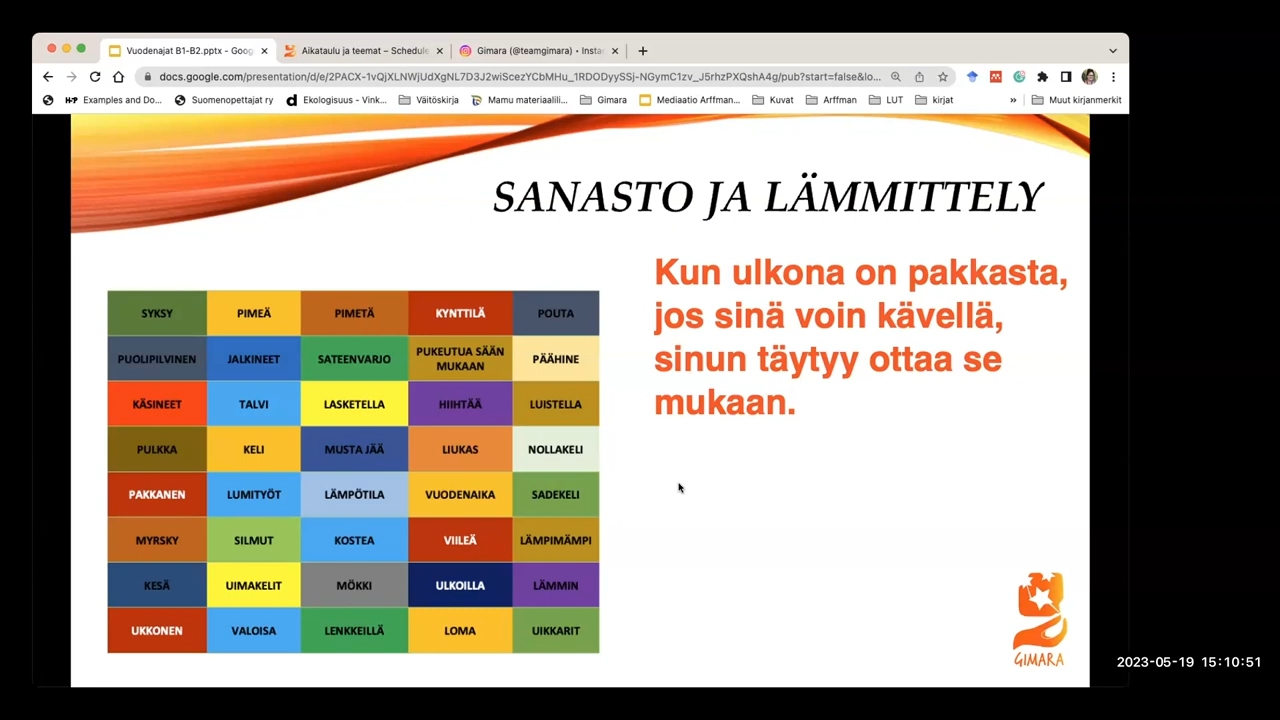 Vuodenajat B1-B2.pptx - Goog
Aikataulu ja teemat – Schedule
Gimara (@teamgimara) • Insta
docs.google.com/presentation/d/e/2PACX-1vQjXLNWjUdXgNL7D3J2wiScezYCbMHu_1RDODyySSj-NGymC1zv_J5rhzPXQshA4g/pub?start=false&lo...
Examples and Do...
Suomenopettajat ry
Ekologisuus - Vink...
Väitöskirja
Mamu materiaalili...
Gimara
Mediaatio Arffman...
Kuvat
Arffman
LUT
kirjat
»
Muut kirjanmerkit
SANASTO JA LÄMMITTELY
Kun ulkona on pakkasta,
jos sinä voin kävellä,
sinun täytyy ottaa se
mukaan.
SYKSY PIMEÄ PIMETÄ KYNTTILÄ POUTA
PUOLIPILVINEN JALKINEET SATEENVARJO PUKEUTUA SÄÄN MUKAAN PÄÄHINE
KÄSINEET TALVI LASKETELLA HIIHTÄÄ LUISTELLA
PULKKA KELI MUSTA JÄÄ LIUKAS NOLLAKELI
PAKKANEN LUMITYÖT LÄMPÖTILA VUODENAIKA SADEKELI
MYRSKY SILMUT KOSTEA VIILEÄ LÄMPIMÄMPI
KESÄ UIMAKELIT MÖKKI ULKOILLA LÄMMIN
UKKONEN VALOISA LENKKEILLÄ LOMA UIKKARIT
GIMARA
2023-05-19 15:10:51